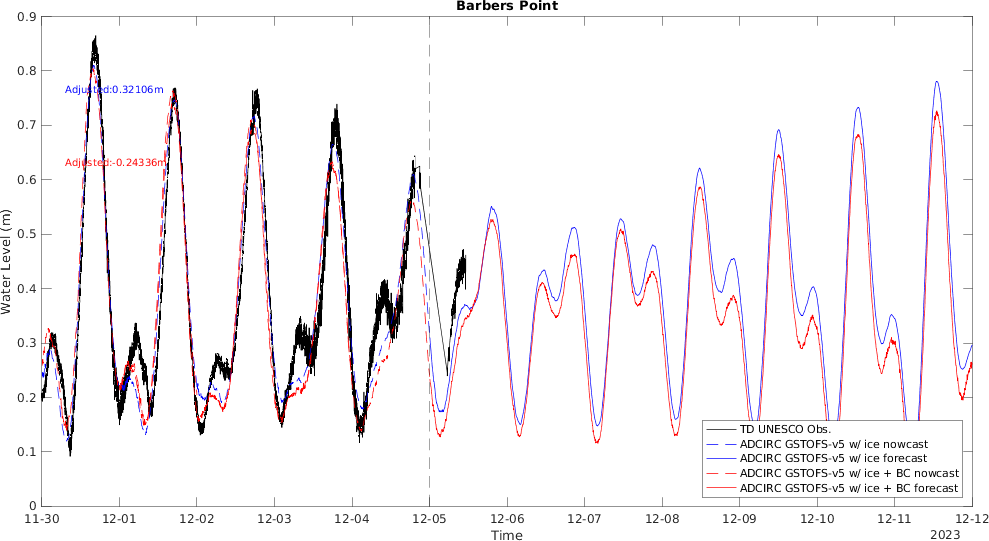 Barbers Point
0.9
0.8
0.7
0.6
0.5
0.4
0.3
0.2
0.1
0
Water Level (m)
Adjusted:0.32106m
Adjusted:-0.24336m
TD UNESCO Obs.
ADCIRC GSTOFS-v5 w/ ice nowcast
ADCIRC GSTOFS-v5 w/ ice forecast
ADCIRC GSTOFS-v5 w/ ice + BC nowcast
ADCIRC GSTOFS-v5 w/ ice + BC forecast
11-30 12-01 12-02 12-03 12-04 12-05 12-06 12-07 12-08 12-09 12-10 12-11 12-12
Time
2023